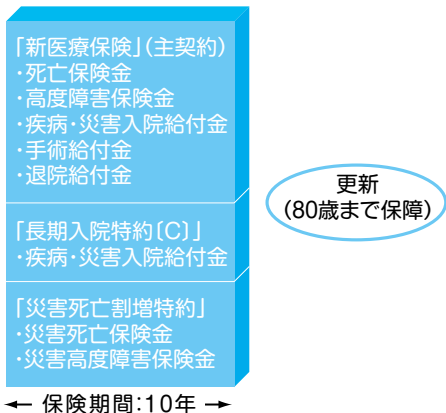 「新医療保険」(主契約)
・死亡保険金
・高度障害保険金
・疾病・災害入院給付金
・手術給付金
・退院給付金
「長期入院特約〔C〕」
・疾病・災害入院給付金
「災害死亡割増特約」
・災害死亡保険金
・災害高度障害保険金
更新
(80歳まで保障)
← 保険期間:10年 →